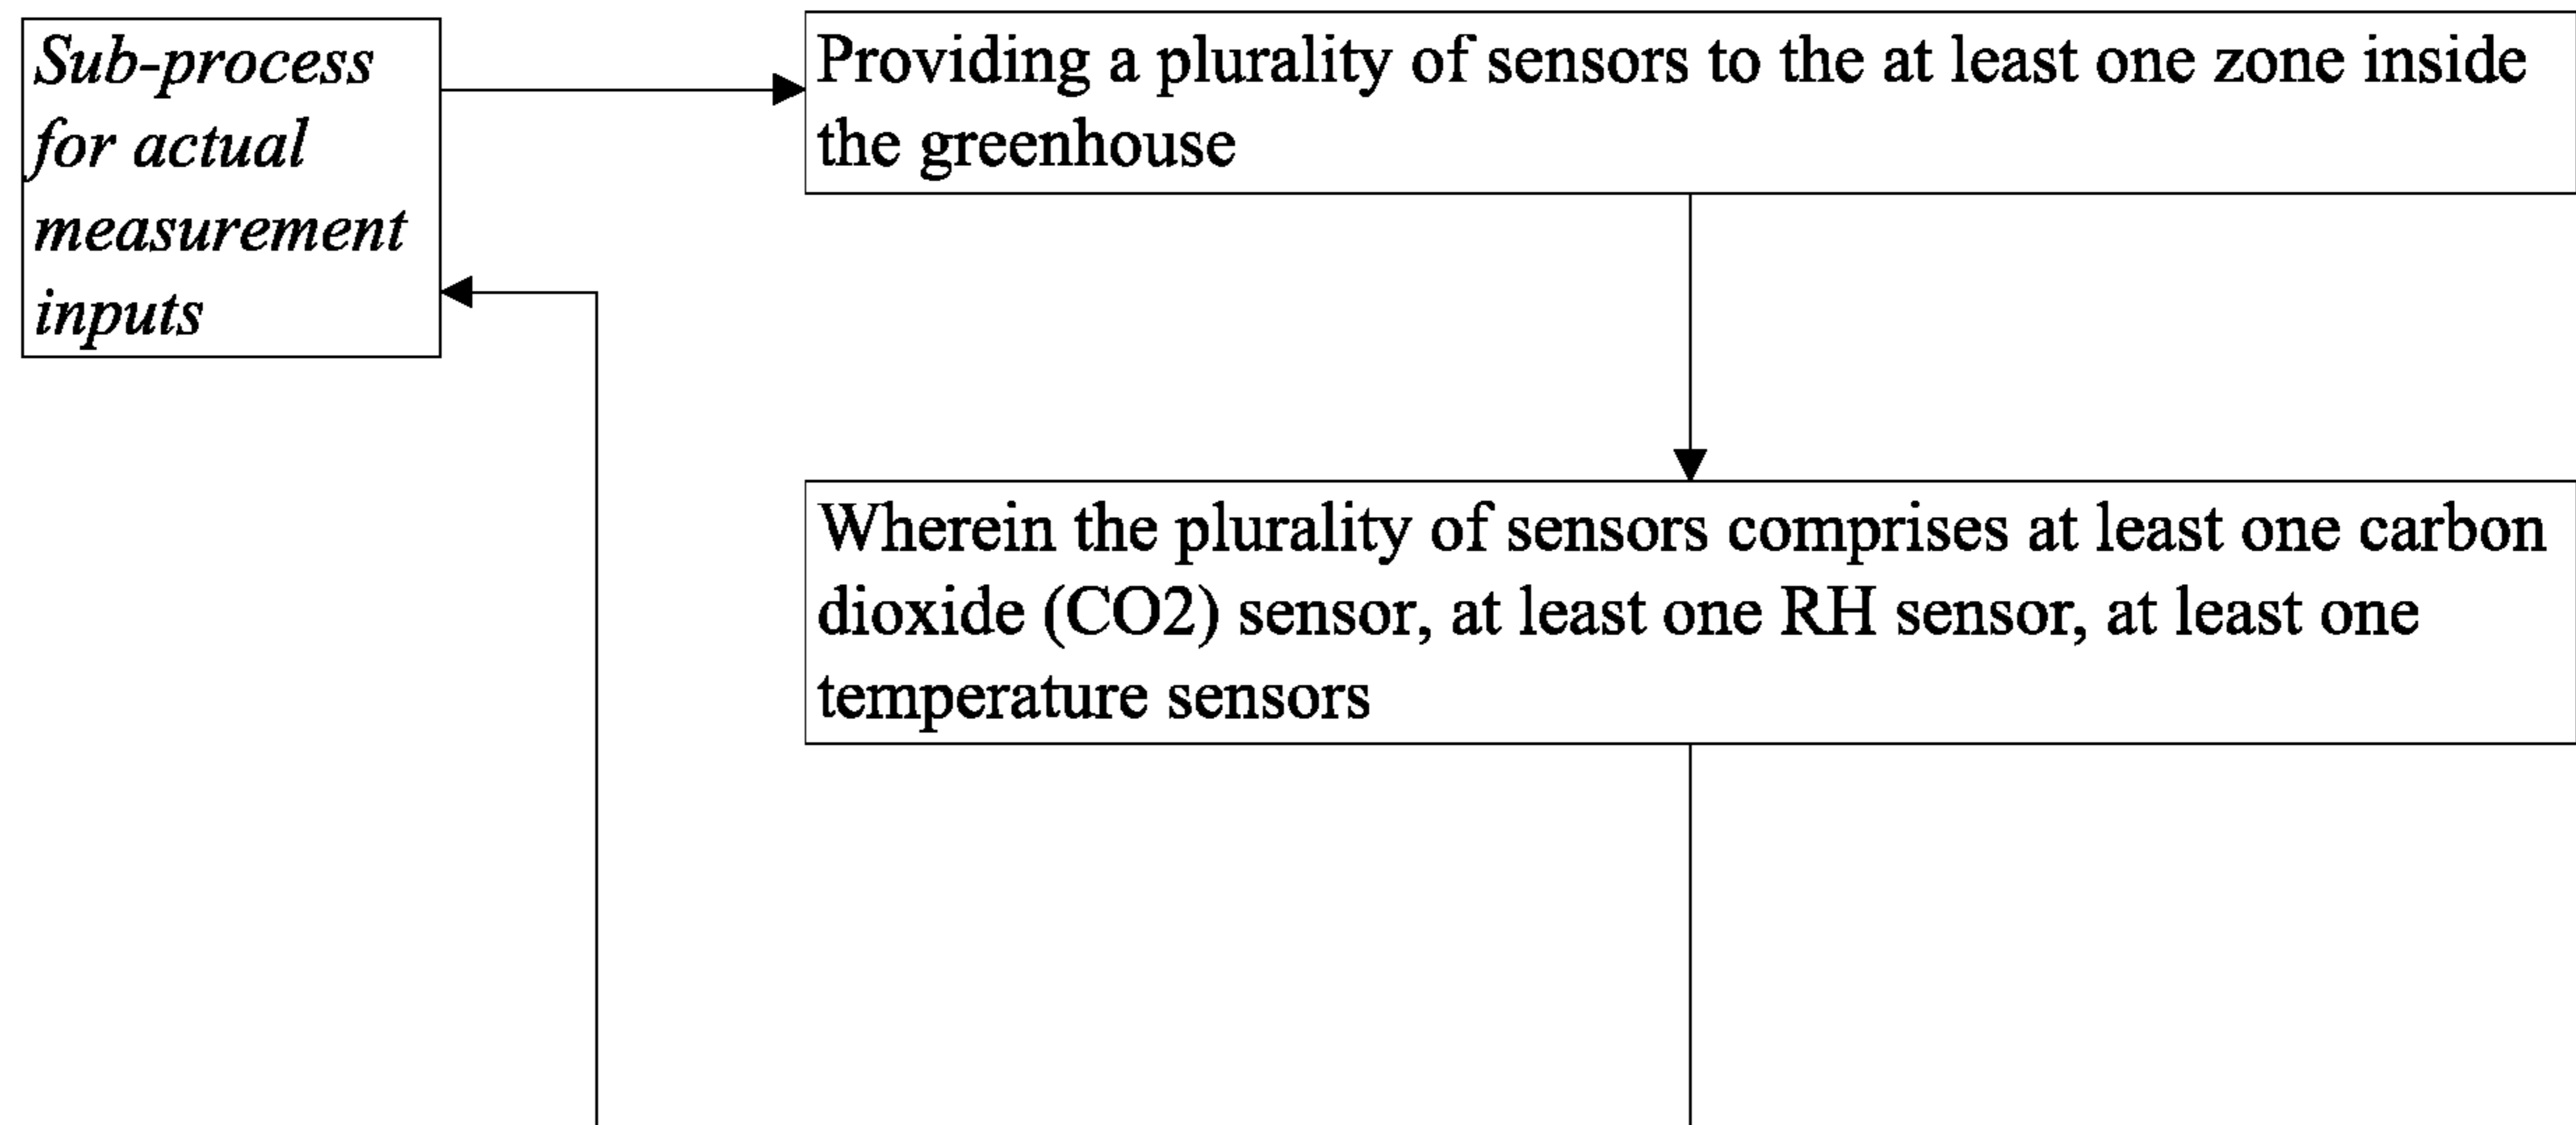 Sub-process
for actual
measurement
inputs
Providing a plurality of sensors to the at least one zone inside
the greenhouse
Wherein the plurality of sensors comprises at least one carbon
dioxide (CO2) sensor, at least one RH sensor, at least one
temperature sensors